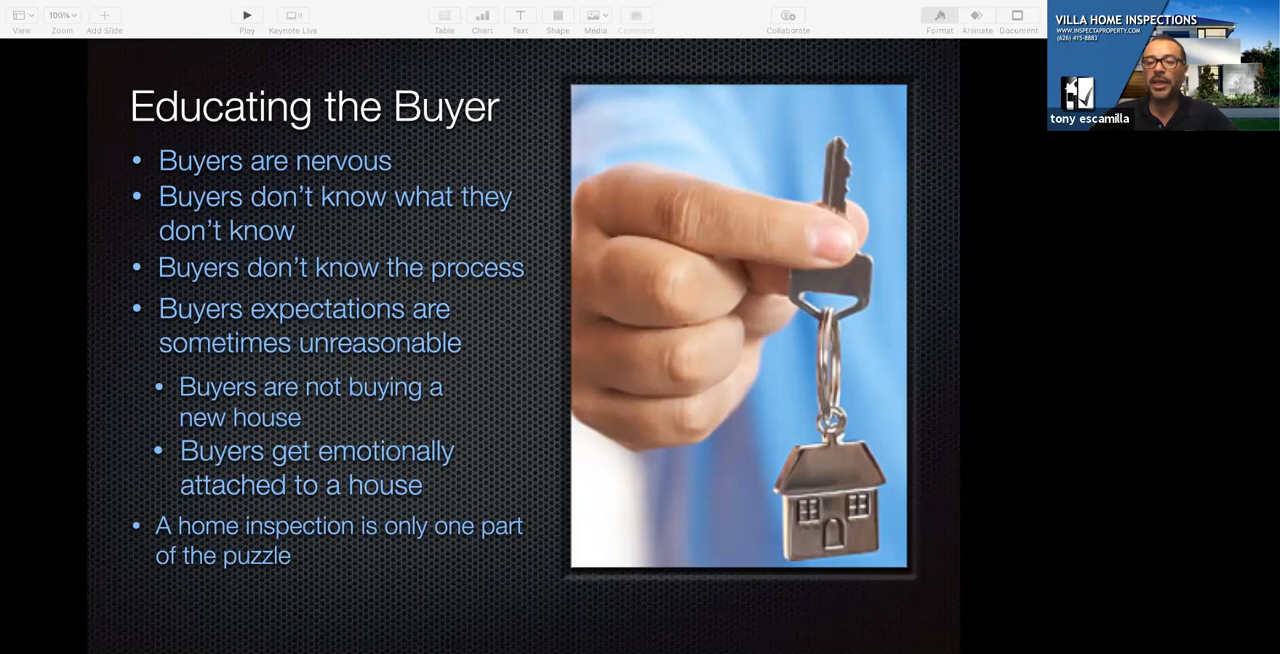 100%
View
Zoom
Add Slide
Play
Keynote Live
Table
Chart
Text
Shape
Media
Comment
Collaborate
Format
Animate
Document
VILLA HOME INSPECTIONS
WWW.INSPECTAPROPERTY.COM
(626) 415-8883
tony escamilla
Educating the Buyer
• Buyers are nervous
• Buyers don't know what they
don't know
• Buyers don't know the process
• Buyers expectations are
sometimes unreasonable
• Buyers are not buying a
new house
• Buyers get emotionally
attached to a house
• A home inspection is only one part
of the puzzle